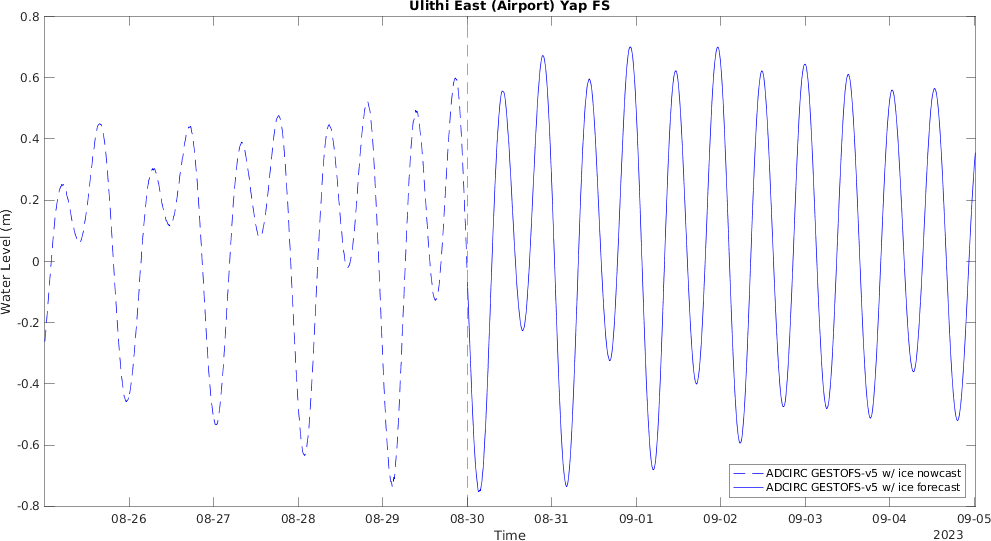 Ulithi East (Airport) Yap FS
Water Level (m)
0.8
0.6
0.4
0.2
0
-0.2
-0.4
-0.6
-0.8
ADCIRC GESTOFS-v5 w/ ice nowcast
ADCIRC GESTOFS-v5 w/ ice forecast
08-26 08-27 08-28 08-29 08-30 08-31 09-01 09-02 09-03 09-04 09-05
Time
2023